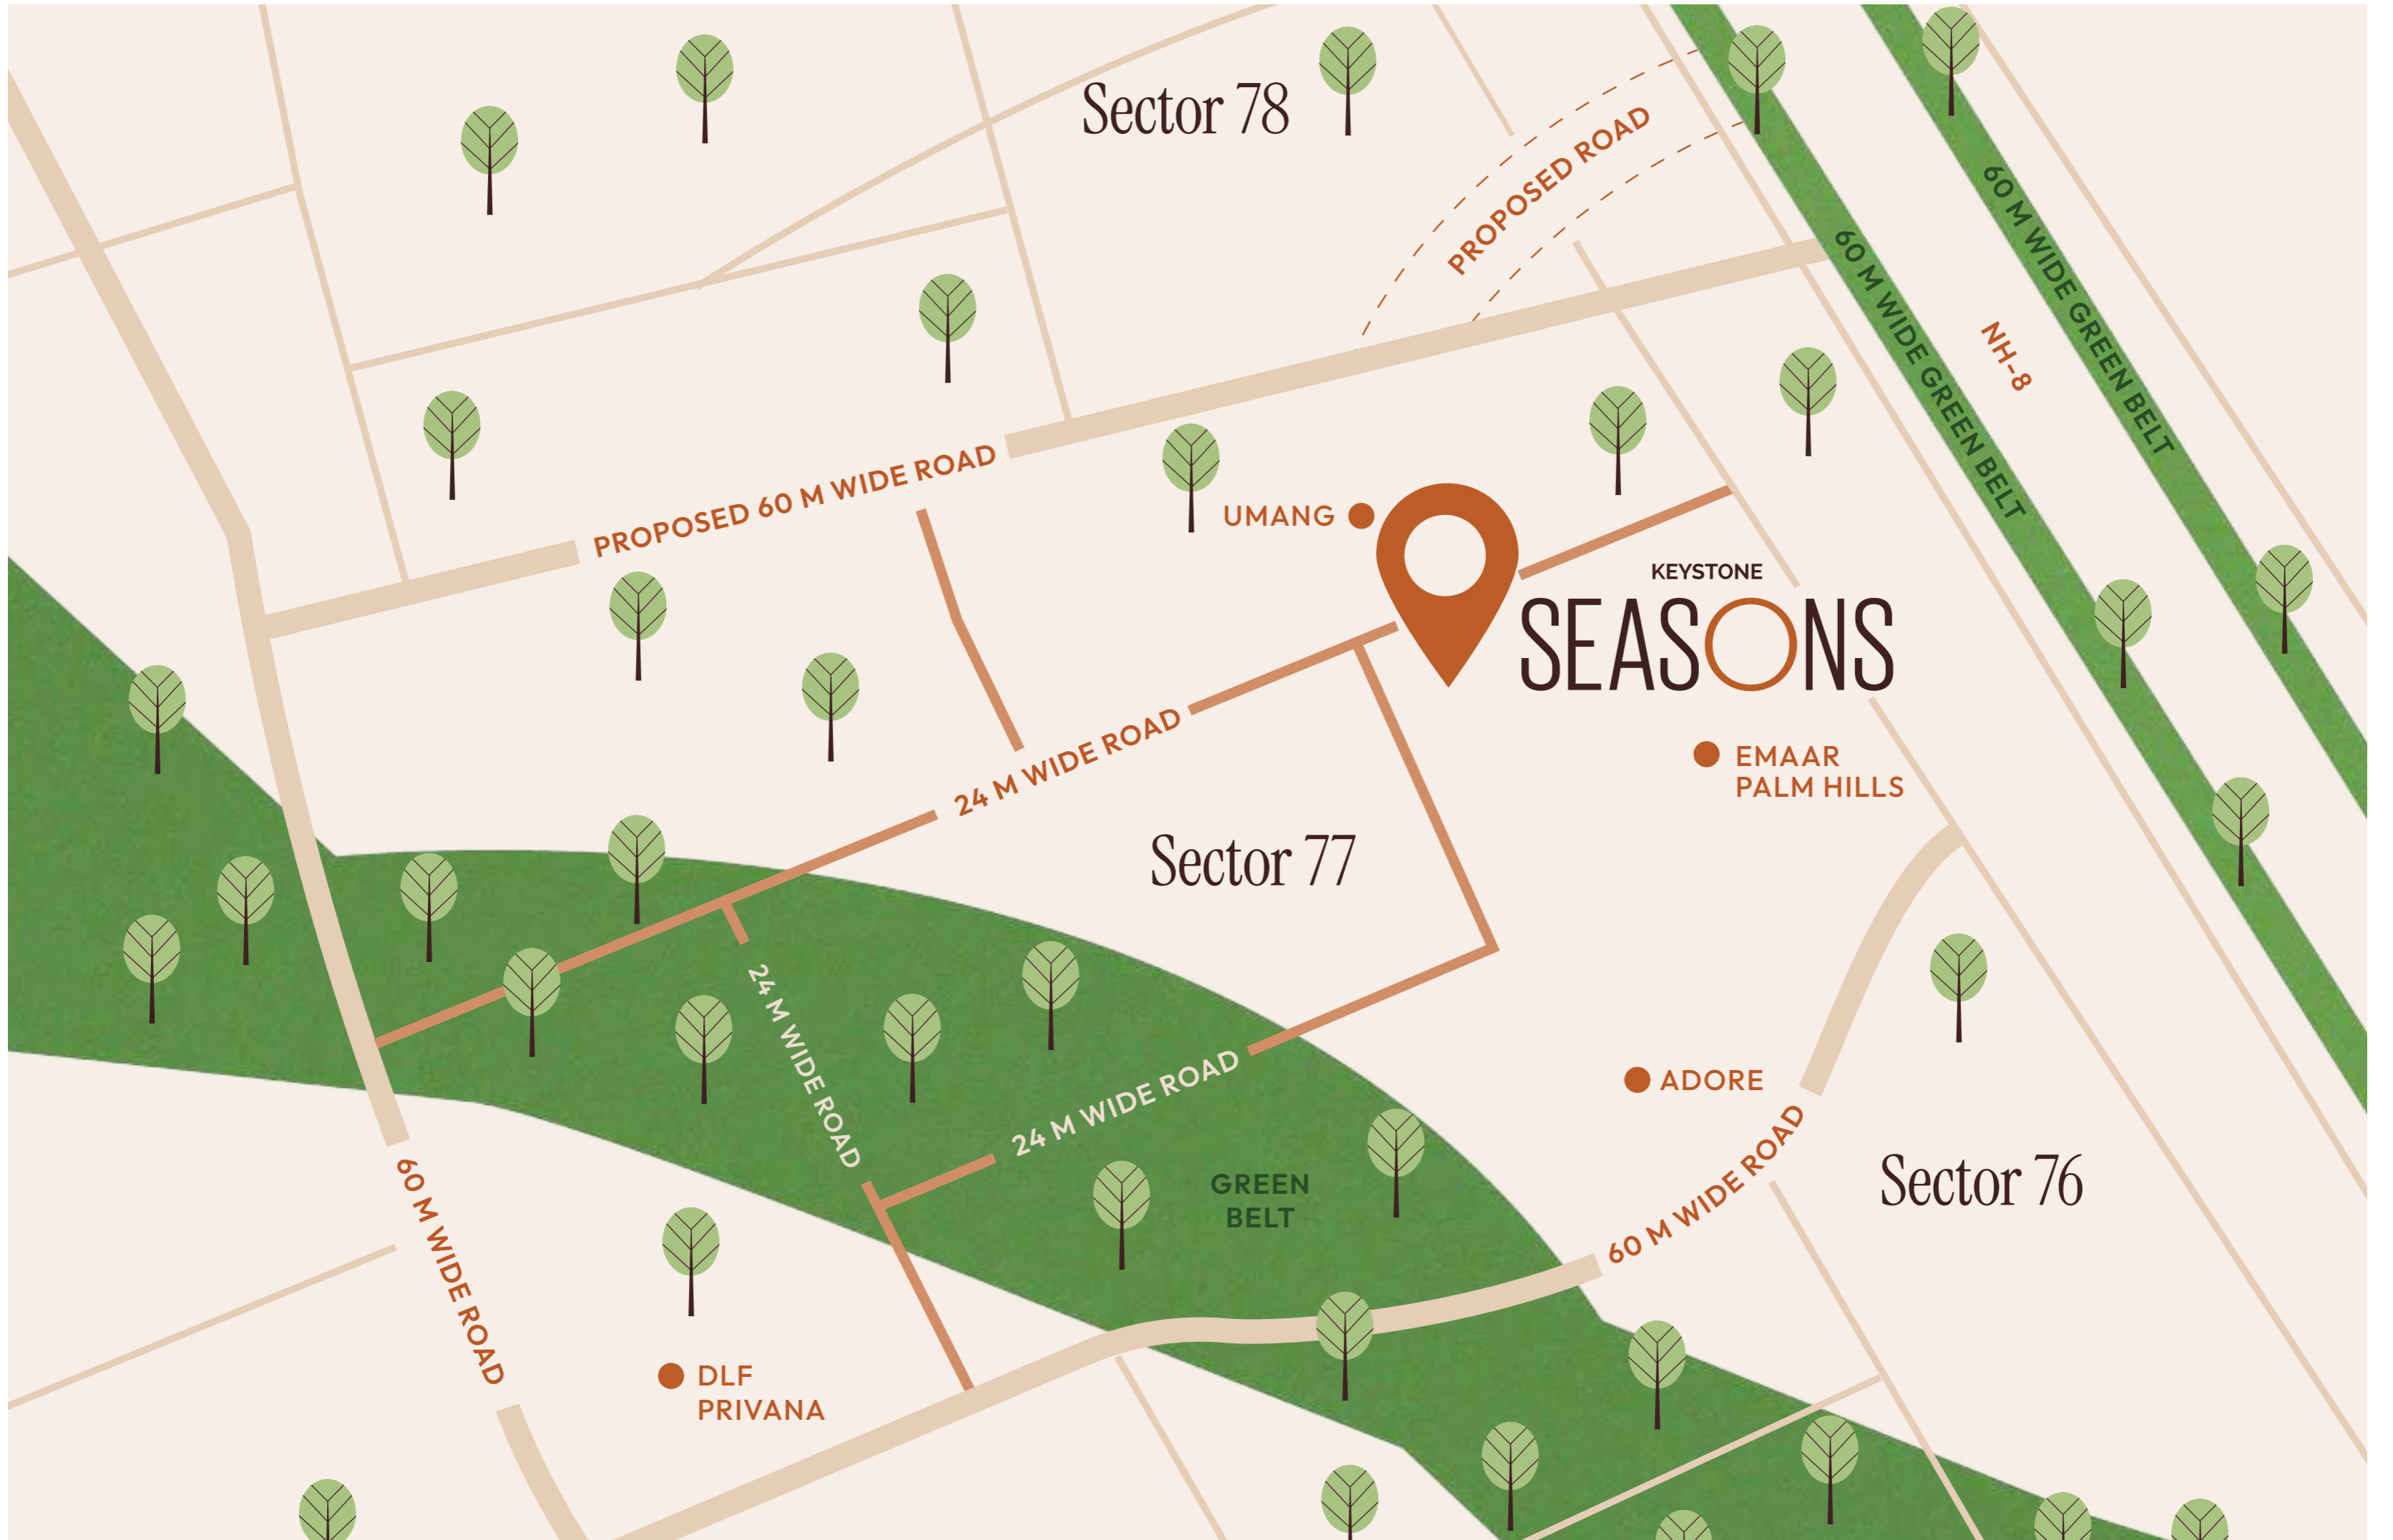 Sector 78
PROPOSED ROAD
60 M WIDE GREEN BELT
60 M WIDE GREEN BELT
NH-8
PROPOSED 60 M WIDE ROAD
UMANG
KEYSTONE
SEASONS
24 M WIDE ROAD
EMAAR
PALM HILLS
Sector 77
24 M WIDE ROAD
24 M WIDE ROAD
ADORE
60 M WIDE ROAD
Sector 76
GREEN
BELT
60 M WIDE ROAD
DLF
PRIVANA